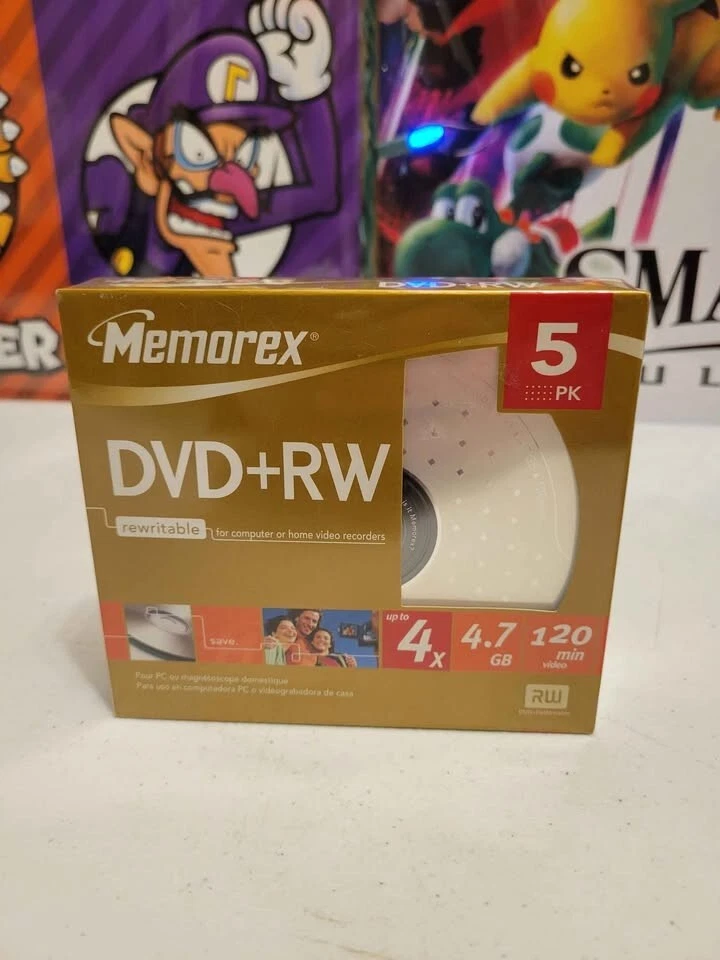 ER
SMA
U L
DVD+RW
Memorex®
5
PK
DVD+RW
rewritable
for computer or home video recorders
save.
up to
4x
4.7
GB
120
min
video
Pour PC ou magnétoscope domestique
Para uso en computadora PC o videograbadora de casa
RW
DVD+ReWritable